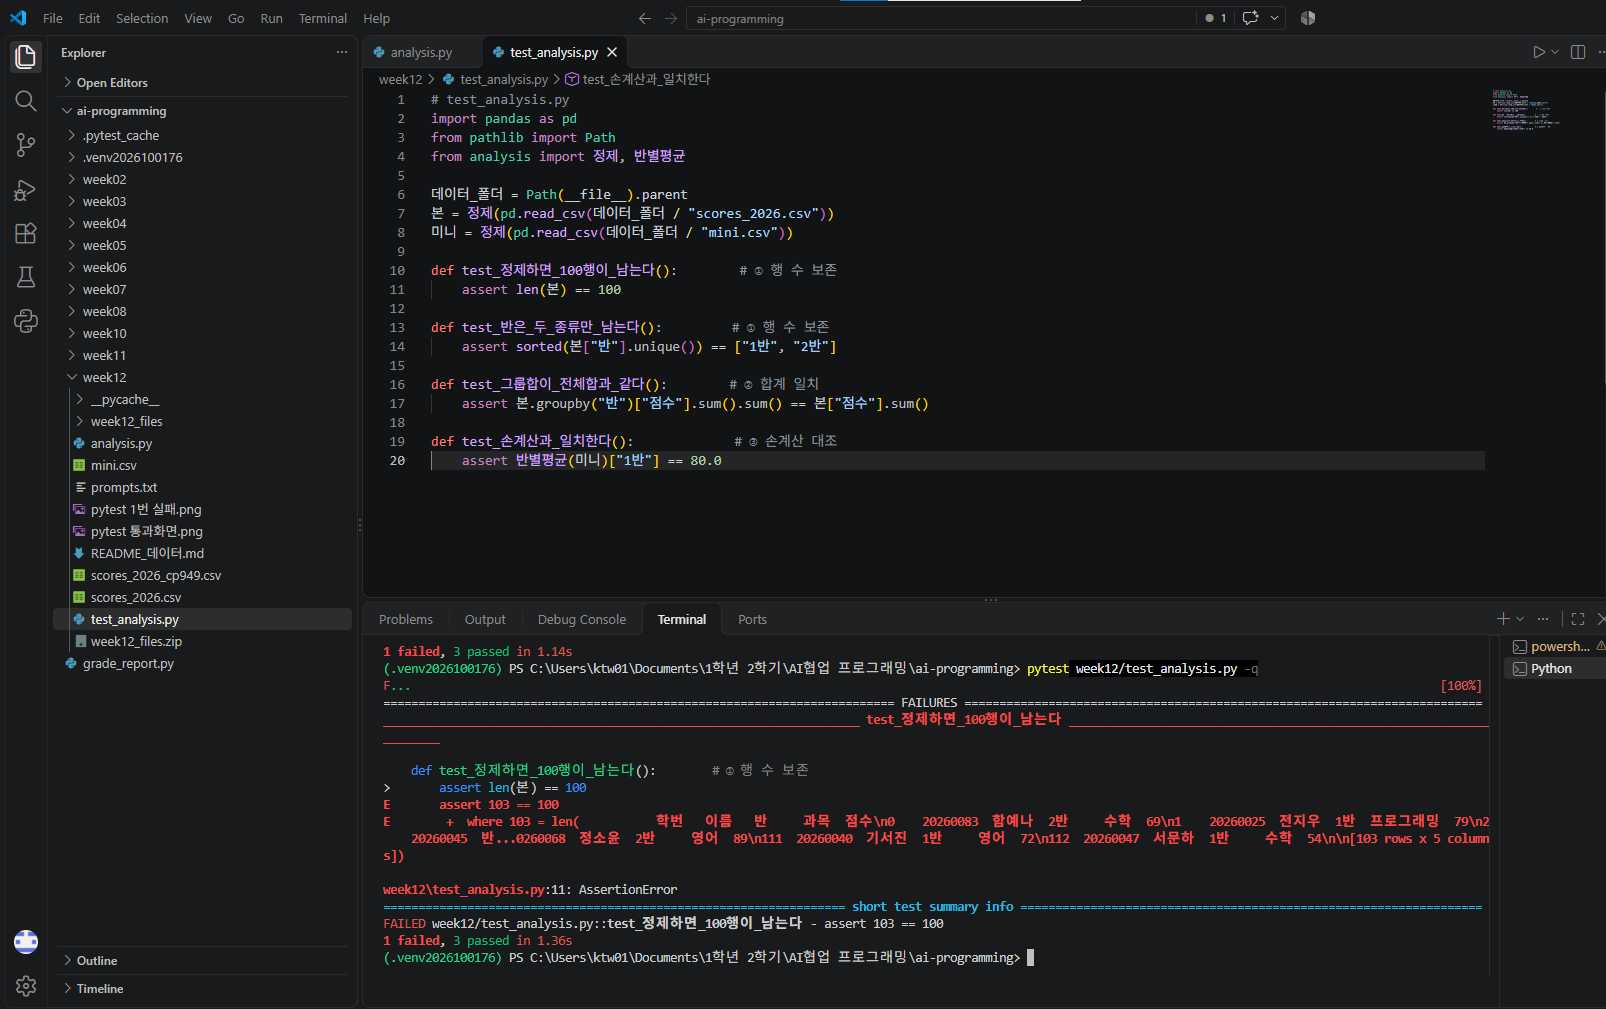 File Edit Selection View Go Run Terminal Help
ai-programming
1
Explorer
Open Editors
ai-programming
.pytest_cache
.venv2026100176
week02
week03
week04
week05
week06
week07
week08
week10
week11
week12
__pycache__
week12_files
analysis.py
mini.csv
prompts.txt
pytest 1번 실패.png
pytest 통과화면.png
README_데이터.md
scores_2026_cp949.csv
scores_2026.csv
test_analysis.py
week12_files.zip
grade_report.py
Outline
Timeline
analysis.py
test_analysis.py
week12 > test_analysis.py > test_손계산과_일치한다
1 # test_analysis.py
2 import pandas as pd
3 from pathlib import Path
4 from analysis import 정제, 반별평균
5
6 데이터_폴더 = Path(__file__).parent
7 본 = 정제(pd.read_csv(데이터_폴더 / "scores_2026.csv"))
8 미니 = 정제(pd.read_csv(데이터_폴더 / "mini.csv"))
9
10 def test_정제하면_100행이_남는다(): # ① 행 수 보존
11 assert len(본) == 100
12
13 def test_반은_두_종류만_남는다(): # ① 행 수 보존
14 assert sorted(본["반"].unique()) == ["1반", "2반"]
15
16 def test_그룹합이_전체합과_같다(): # ② 합계 일치
17 assert 본.groupby("반")["점수"].sum().sum() == 본["점수"].sum()
18
19 def test_손계산과_일치한다(): # ③ 손계산 대조
20 assert 반별평균(미니)["1반"] == 80.0
Problems Output Debug Console Terminal Ports
powersh...
Python
1 failed, 3 passed in 1.14s
(.venv2026100176) PS C:\Users\ktw01\Documents\1학년 2학기\AI협업 프로그래밍\ai-programming> pytest week12/test_analysis.py -q
F... [100%]
FAILURES
test_정제하면_100행이_남는다
def test_정제하면_100행이_남는다(): # ① 행 수 보존
> assert len(본) == 100
E assert 103 == 100
E + where 103 = len( 학번 이름 반 과목 점수\n0 20260083 함예나 2반 수학 69\n1 20260025 전지우 1반 프로그래밍 79\n2
20260045 반...0260068 정소윤 2반 영어 89\n111 20260040 기서진 1반 영어 72\n112 20260047 서문하 1반 수학 54\n\n[103 rows x 5 column
s])
week12\test_analysis.py:11: AssertionError
short test summary info
FAILED week12/test_analysis.py::test_정제하면_100행이_남는다 - assert 103 == 100
1 failed, 3 passed in 1.36s
(.venv2026100176) PS C:\Users\ktw01\Documents\1학년 2학기\AI협업 프로그래밍\ai-programming>